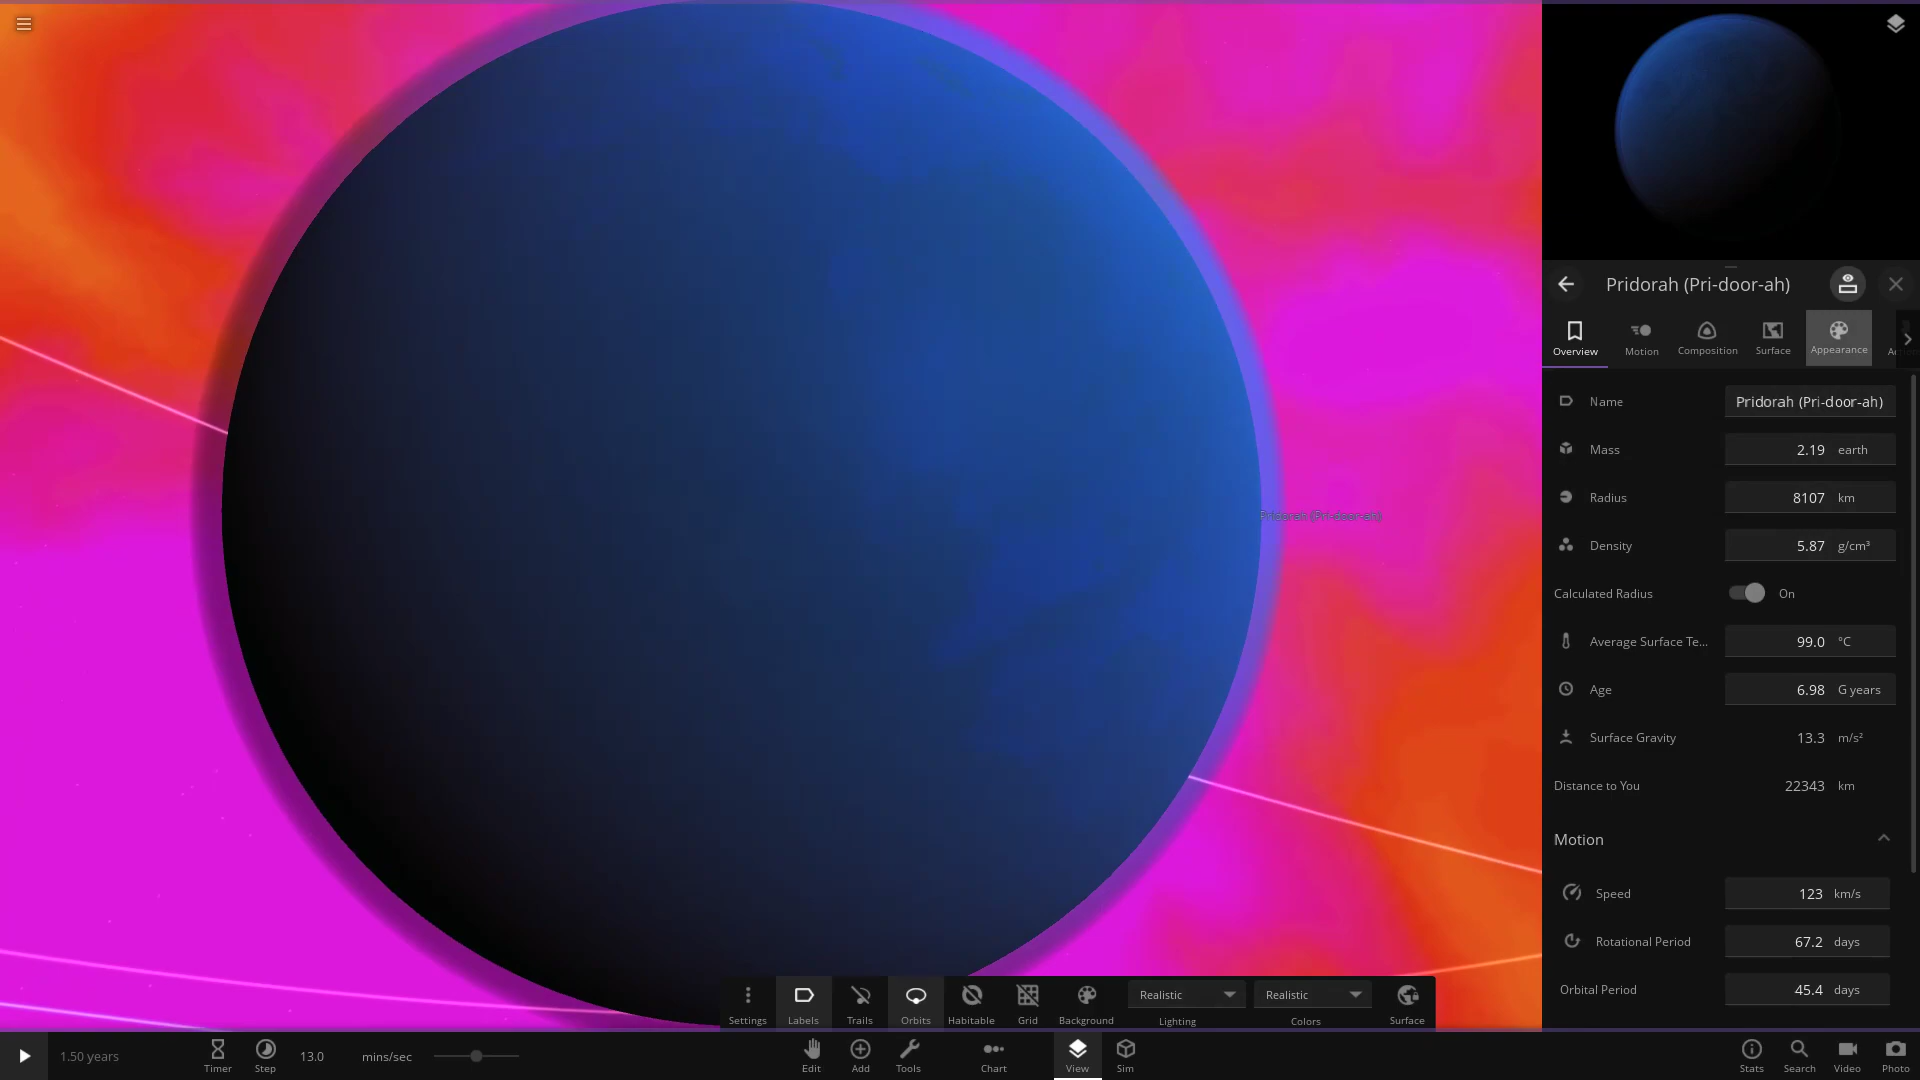 Pridorah (Pri-door-ah)
Overview
Motion
Composition
Surface
Appearance
Name Pridorah (Pri-door-ah)
Mass 2.19 earth
Radius 8107 km
Density 5.87 g/cm³
Calculated Radius On
Average Surface Te... 99.0 °C
Age 6.98 G years
Surface Gravity 13.3 m/s²
Distance to You 22343 km
Motion
Speed 123 km/s
Rotational Period 67.2 days
Orbital Period 45.4 days
Pridorah (Pri-door-ah)
Realistic Realistic
Settings Labels Trails Orbits Habitable Grid Background Lighting Colors Surface
1.50 years
13.0 mins/sec
Timer Step Edit Add Tools Chart View Sim Stats Search Video Photo